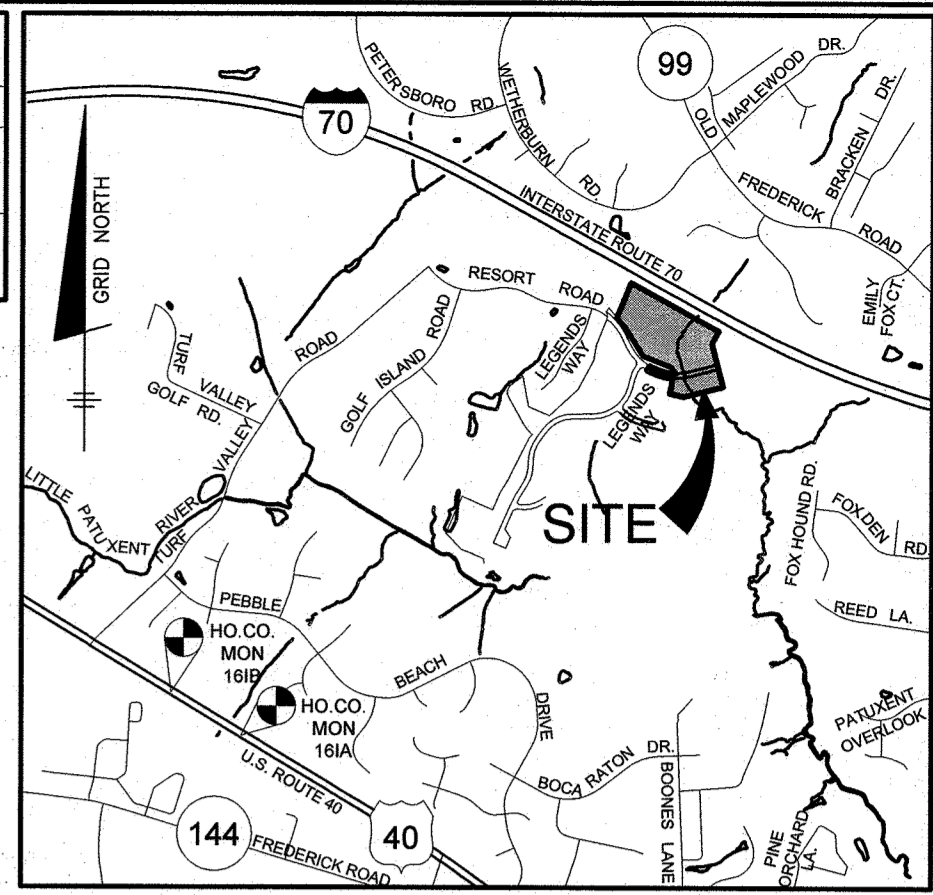 PETERSBORO RD.
WETHERBURN RD.
99
OLD FREDERICK ROAD
MAPLEWOOD DR.
BRACKEN DR.
70
INTERSTATE ROUTE 70
GRID NORTH
EMILY FOX CT.
RESORT ROAD
LEGENDS WAY
GOLF ISLAND ROAD
TURF VALLEY ROAD
TURF VALLEY
GOLF RD.
LEGENDS WAY
SITE
LITTLE PATUXENT RIVER
FOX HOUND RD.
FOX DEN RD.
REED LA.
PEBBLE BEACH DRIVE
HO.CO.
MON
16IB
HO.CO.
MON
16IA
PATUXENT
OVERLOOK
U.S. ROUTE 40
BOCA RATON DR.
BOONES LANE
PINE
ORCHARD
LA.
144
FREDERICK ROAD
40